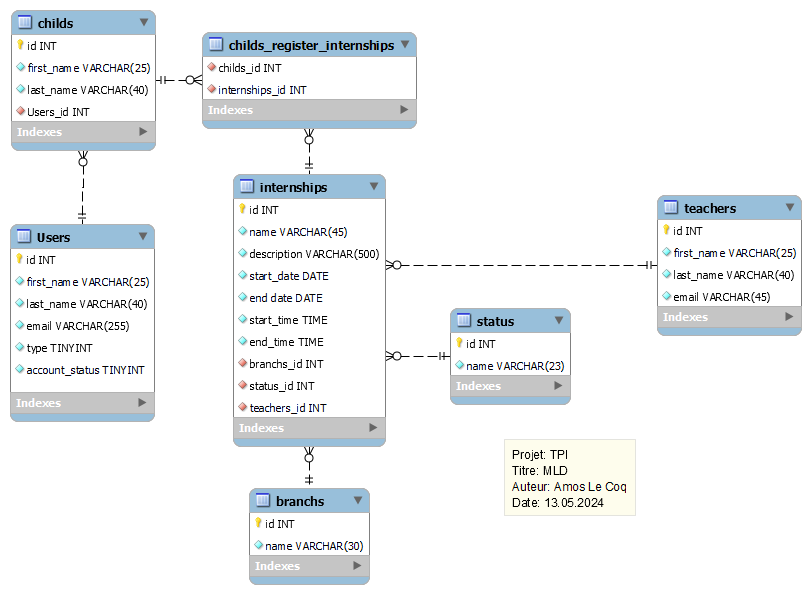 childs
id INT
first_name VARCHAR(25)
last_name VARCHAR(40)
Users_id INT
Indexes
childs_register_internships
childs_id INT
internships_id INT
Indexes
Users
id INT
first_name VARCHAR(25)
last_name VARCHAR(40)
email VARCHAR(255)
type TINYINT
account_status TINYINT
Indexes
internships
id INT
name VARCHAR(45)
description VARCHAR(500)
start_date DATE
end date DATE
start_time TIME
end_time TIME
branchs_id INT
status_id INT
teachers_id INT
Indexes
teachers
id INT
first_name VARCHAR(25)
last_name VARCHAR(40)
email VARCHAR(45)
Indexes
status
id INT
name VARCHAR(23)
Indexes
branchs
id INT
name VARCHAR(30)
Indexes
Projet: TPI
Titre: MLD
Auteur: Amos Le Coq
Date: 13.05.2024